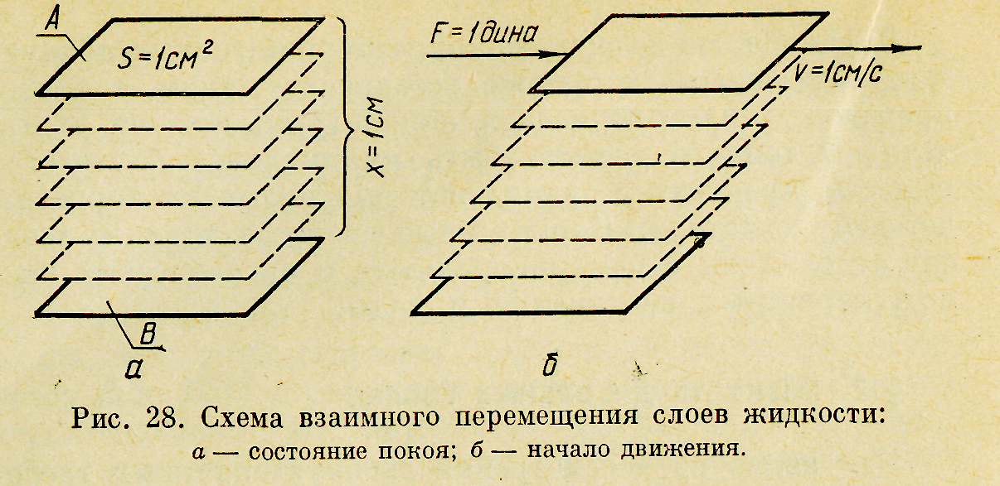 A
S=1см²
X=1см
B
а
F=1дина
V=1см/с
б
Рис. 28. Схема взаимного перемещения слоев жидкости:
а — состояние покоя; б — начало движения.